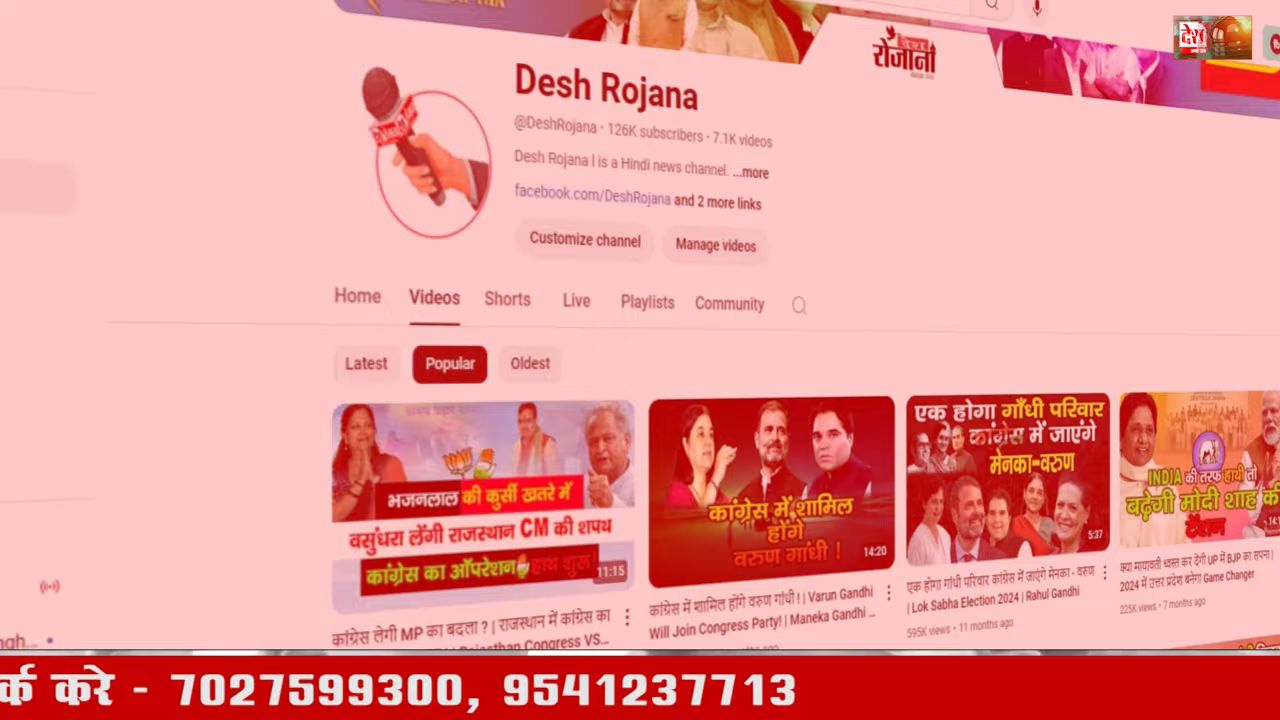 देश
रोजानी
Desh Rojana
@DeshRojana · 126K subscribers · 7.1K videos
Desh Rojana l is a Hindi news channel. ...more
facebook.com/DeshRojana and 2 more links
Customize channel Manage videos
Home Videos Shorts Live Playlists Community
Latest Popular Oldest
भजनलाल की कुर्सी खतरे में
वसुंधरा लेंगी राजस्थान CM की शपथ
कांग्रेस का ऑपरेशन हाथ शुरू
11:15
कांग्रेस लेगी MP का बदला ? | राजस्थान में कांग्रेस का
Rajasthan Congress VS...
कांग्रेस में शामिल
होंगे
वरुण गांधी !
14:20
कांग्रेस में शामिल होंगे वरुण गांधी ! | Varun Gandhi
Will Join Congress Party! | Maneka Gandhi ...
एक होगा गाँधी परिवार
कांग्रेस में जाएंगे
मेनका-वरुण
5:37
एक होगा गांधी परिवार कांग्रेस में जाएंगे मेनका - वरुण
| Lok Sabha Election 2024 | Rahul Gandhi
595K views · 11 months ago
INDIA की तरफ हाथी तो
बढ़ेगी मोदी शाह की
टेंशन
क्या मायावती ध्वस्त कर देंगी UP में BJP का सपना |
2024 में उत्तर प्रदेश बनेगा Game Changer
225K views · 7 months ago
र्क करे - 7027599300, 9541237713